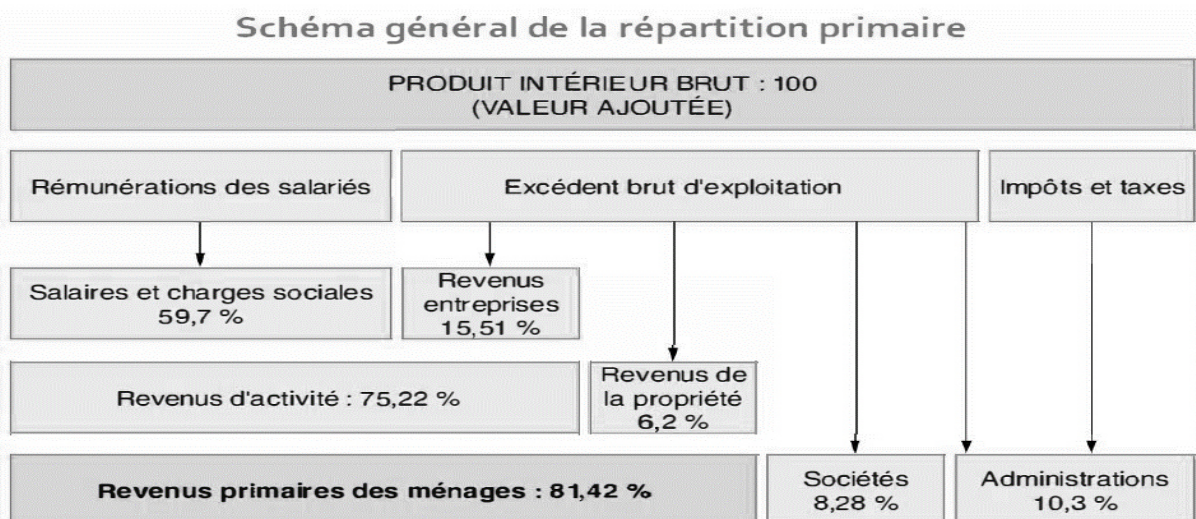 Schéma général de la répartition primaire
PRODUIT INTÉRIEUR BRUT : 100
(VALEUR AJOUTÉE)
Rémunérations des salariés
Excédent brut d'exploitation
Impôts et taxes
Salaires et charges sociales
59,7 %
Revenus
entreprises
15,51 %
Revenus d'activité : 75,22 %
Revenus de
la propriété
6,2 %
Revenus primaires des ménages : 81,42 %
Sociétés
8,28 %
Administrations
10,3 %